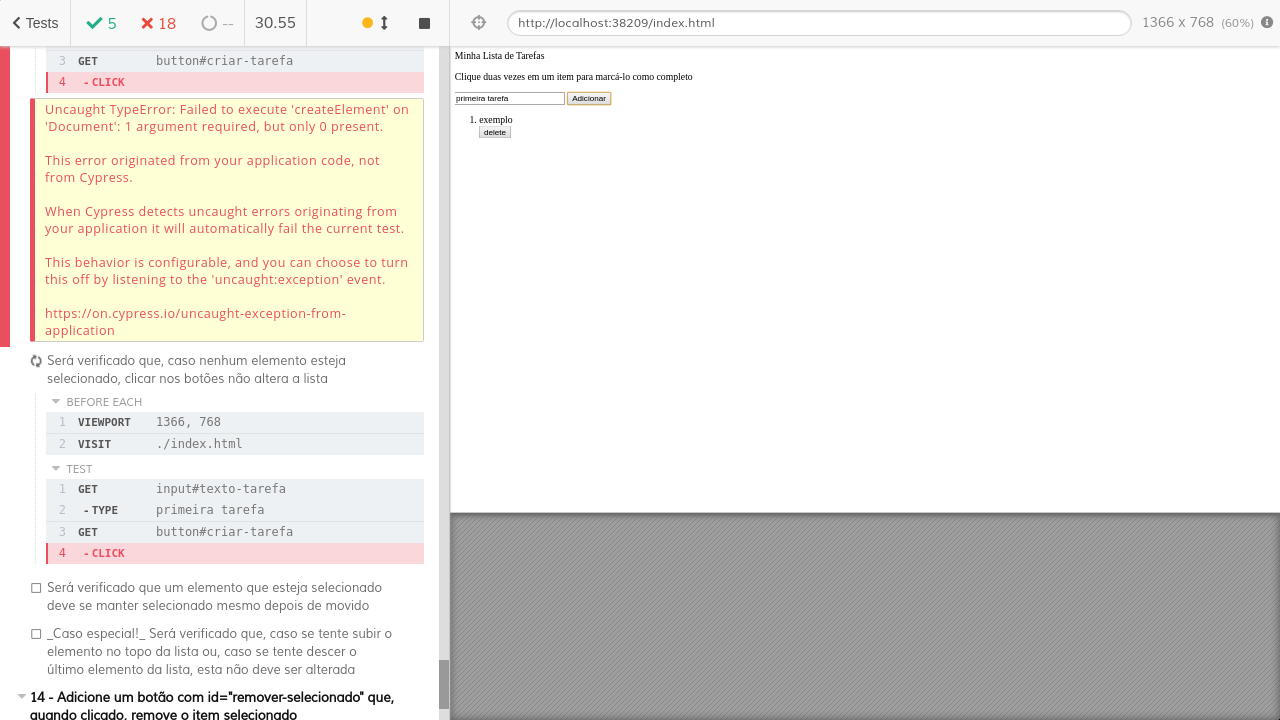 Tests
5
18
--
30.55
http://localhost:38209/index.html
1366 x 768 (60%)
3 GET button#criar-tarefa
4 - CLICK
Uncaught TypeError: Failed to execute 'createElement' on
'Document': 1 argument required, but only 0 present.
This error originated from your application code, not
from Cypress.
When Cypress detects uncaught errors originating from
your application it will automatically fail the current test.
This behavior is configurable, and you can choose to turn
this off by listening to the 'uncaught:exception' event.
https://on.cypress.io/uncaught-exception-from-
application
Será verificado que, caso nenhum elemento esteja
selecionado, clicar nos botões não altera a lista
BEFORE EACH
1 VIEWPORT 1366, 768
2 VISIT ./index.html
TEST
1 GET input#texto-tarefa
2 - TYPE primeira tarefa
3 GET button#criar-tarefa
4 - CLICK
Será verificado que um elemento que esteja selecionado
deve se manter selecionado mesmo depois de movido
_Caso especial!_ Será verificado que, caso se tente subir o
elemento no topo da lista ou, caso se tente descer o
último elemento da lista, esta não deve ser alterada
14 - Adicione um botão com id="remover-selecionado" que,
quando clicado, remove o item selecionado
Minha Lista de Tarefas
Clique duas vezes em um item para marcá-lo como completo
primeira tarefa Adicionar
1. exemplo
delete